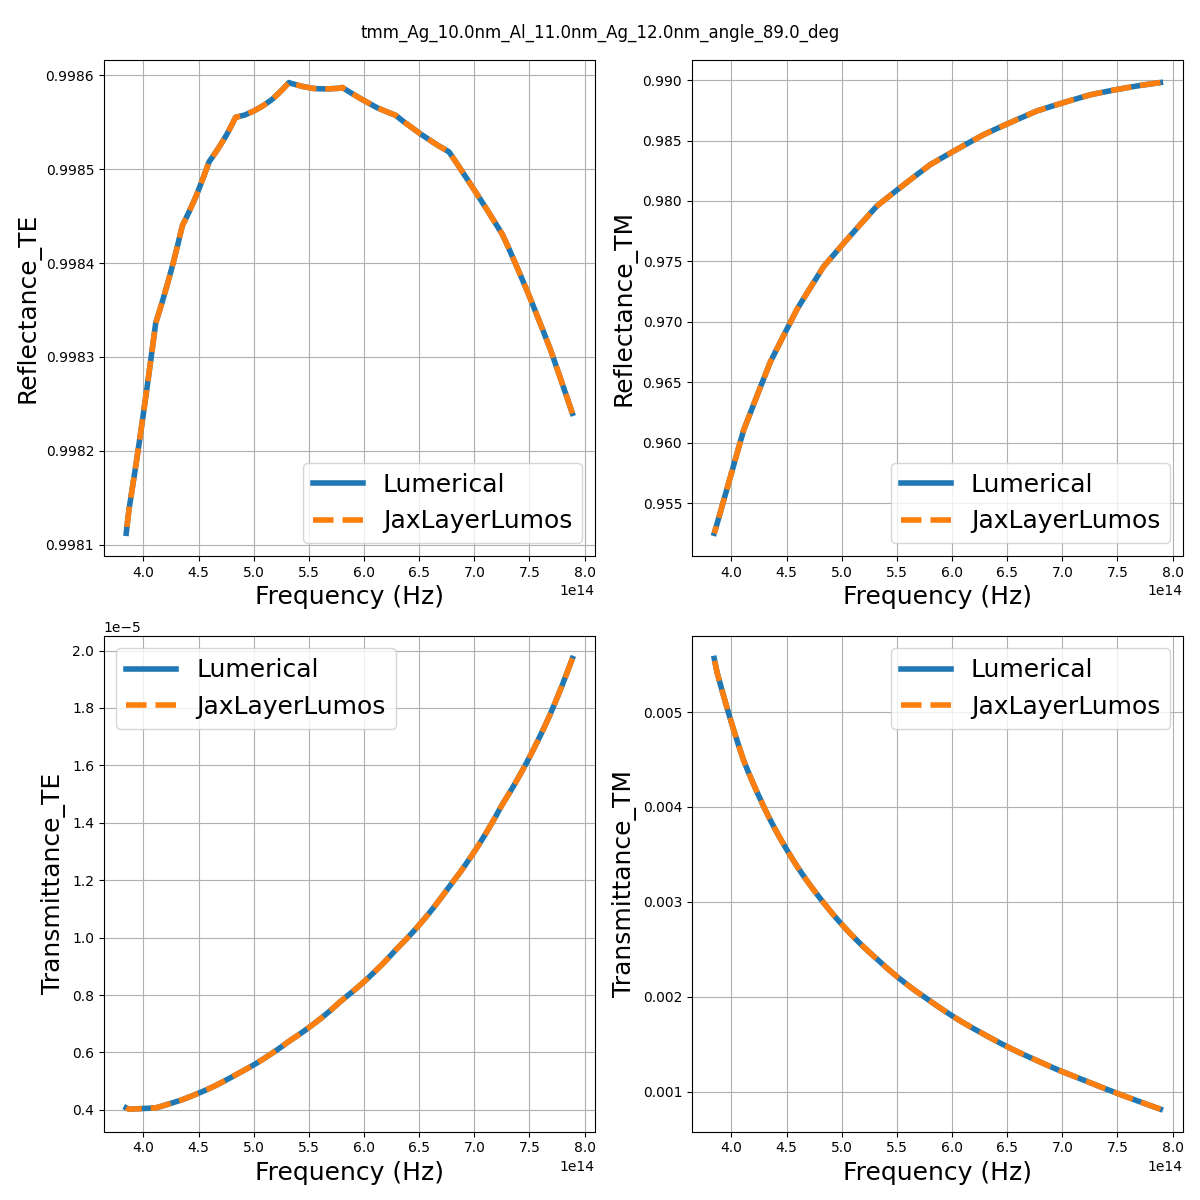 tmm_Ag_10.0nm_Al_11.0nm_Ag_12.0nm_angle_89.0_deg
Reflectance_TE
0.9986
0.9985
0.9984
0.9983
0.9982
0.9981
Lumerical
JaxLayerLumos
4.0 4.5 5.0 5.5 6.0 6.5 7.0 7.5 8.0
1e14
Frequency (Hz)
Reflectance_TM
0.990
0.985
0.980
0.975
0.970
0.965
0.960
0.955
Lumerical
JaxLayerLumos
4.0 4.5 5.0 5.5 6.0 6.5 7.0 7.5 8.0
1e14
Frequency (Hz)
1e−5
Transmittance_TE
2.0
1.8
1.6
1.4
1.2
1.0
0.8
0.6
0.4
Lumerical
JaxLayerLumos
4.0 4.5 5.0 5.5 6.0 6.5 7.0 7.5 8.0
1e14
Frequency (Hz)
Transmittance_TM
0.005
0.004
0.003
0.002
0.001
Lumerical
JaxLayerLumos
4.0 4.5 5.0 5.5 6.0 6.5 7.0 7.5 8.0
1e14
Frequency (Hz)